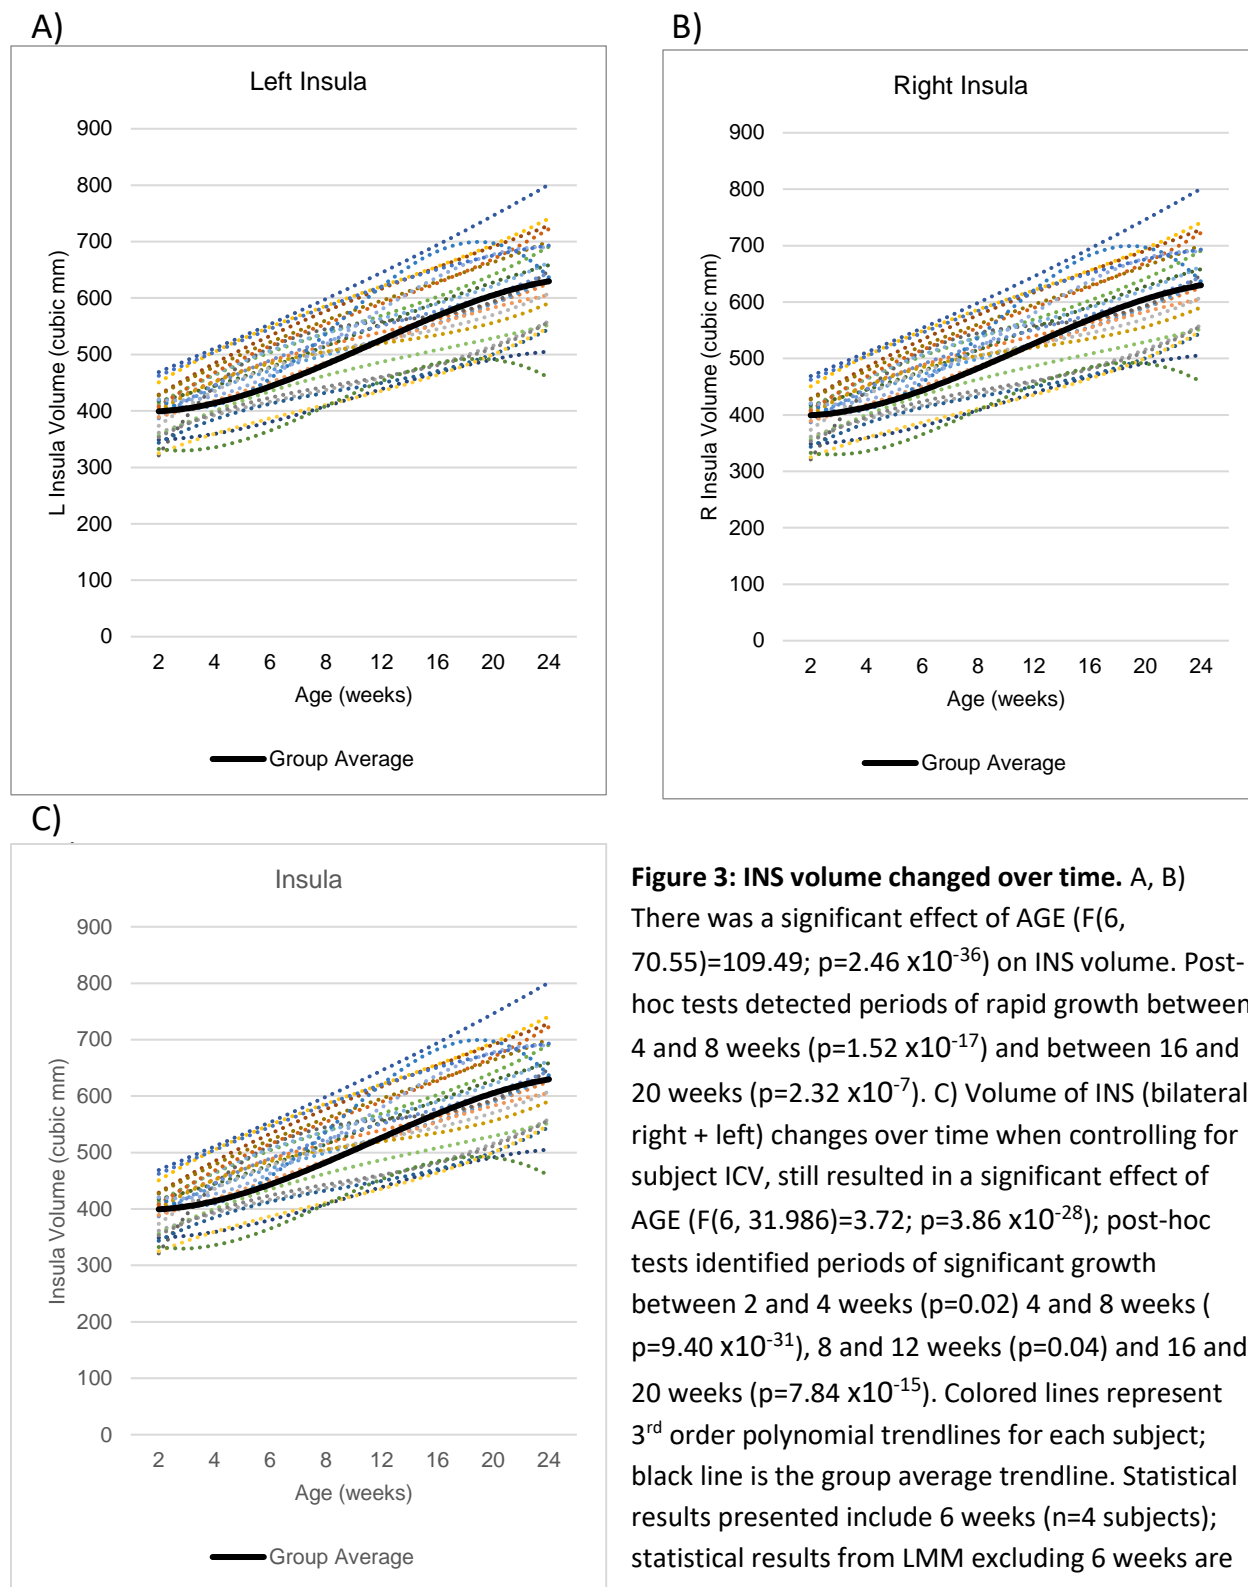 A)
Left Insula
L Insula Volume (cubic mm)
900
800
700
600
500
400
300
200
100
0
2 4 6 8 12 16 20 24
Age (weeks)
Group Average
B)
Right Insula
R Insula Volume (cubic mm)
900
800
700
600
500
400
300
200
100
0
2 4 6 8 12 16 20 24
Age (weeks)
Group Average
C)
Insula
Insula Volume (cubic mm)
900
800
700
600
500
400
300
200
100
0
2 4 6 8 12 16 20 24
Age (weeks)
Group Average
Figure 3: INS volume changed over time. A, B)
There was a significant effect of AGE (F(6,
70.55)=109.49; p=2.46 x10⁻³⁶) on INS volume. Post-
hoc tests detected periods of rapid growth between
4 and 8 weeks (p=1.52 x10⁻¹⁷) and between 16 and
20 weeks (p=2.32 x10⁻⁷). C) Volume of INS (bilateral
right + left) changes over time when controlling for
subject ICV, still resulted in a significant effect of
AGE (F(6, 31.986)=3.72; p=3.86 x10⁻²⁸); post-hoc
tests identified periods of significant growth
between 2 and 4 weeks (p=0.02) 4 and 8 weeks (
p=9.40 x10⁻³¹), 8 and 12 weeks (p=0.04) and 16 and
20 weeks (p=7.84 x10⁻¹⁵). Colored lines represent
3ʳᵈ order polynomial trendlines for each subject;
black line is the group average trendline. Statistical
results presented include 6 weeks (n=4 subjects);
statistical results from LMM excluding 6 weeks are